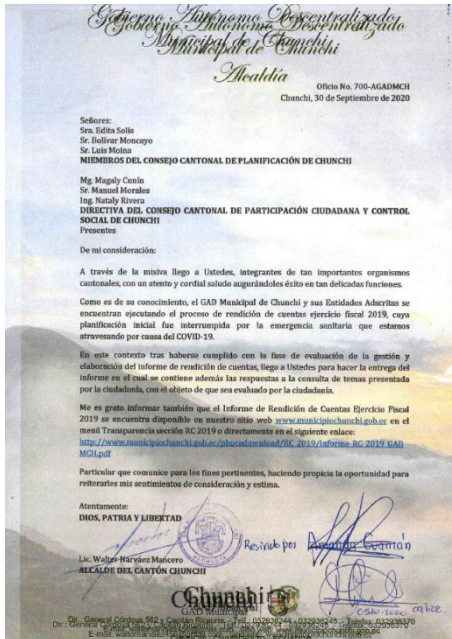 Gobierno Autónomo Descentralizado
Municipal de Chunchi
Alcaldía
Oficio No. 700-AGADMCH
Chunchi, 30 de Septiembre de 2020
Señores:
Sra. Edita Solís
Sr. Bolívar Moncayo
Sr. Luis Moina
MIEMBROS DEL CONSEJO CANTONAL DE PLANIFICACIÓN DE CHUNCHI
Mg. Magaly Cunin
Sr. Manuel Morales
Ing. Nataly Rivera
DIRECTIVA DEL CONSEJO CANTONAL DE PARTICIPACIÓN CIUDADANA Y CONTROL
SOCIAL DE CHUNCHI
Presentes
De mi consideración:
A través de la misiva llego a Ustedes, integrantes de tan importantes organismos
cantonales, con un atento y cordial saludo augurándoles éxito en tan delicadas funciones.
Como es de su conocimiento, el GAD Municipal de Chunchi y sus Entidades Adscritas se
encuentran ejecutando el proceso de rendición de cuentas ejercicio fiscal 2019, cuya
planificación inicial fue interrumpida por la emergencia sanitaria que estamos
atravesando por causa del COVID-19.
En este contexto tras haberse cumplido con la fase de evaluación de la gestión y
elaboración del informe de rendición de cuentas, llego a Ustedes para hacer la entrega del
informe en el cual se contiene además las respuestas a la consulta de temas presentada
por la ciudadanía, con el objeto de que sea evaluado por la ciudadanía.
Me es grato informar también que el Informe de Rendición de Cuentas Ejercicio Fiscal
2019 se encuentra disponible en nuestro sitio web www.municipiochunchi.gob.ec en el
menú Transparencia sección RC 2019 o directamente en el siguiente enlace:
http://www.municipiochunchi.gob.ec/phocadownload/RC_2019/Informe_RC_2019_GAD
MCH.pdf
Particular que comunico para los fines pertinentes, haciendo propicia la oportunidad para
reiterarles mis sentimientos de consideración y estima.
Atentamente:
DIOS, PATRIA Y LIBERTAD
Recivido por Amanda Guamán
Lic. Walter Narváez Mancero
ALCALDE DEL CANTÓN CHUNCHI
Chunchi
GAD Municipal